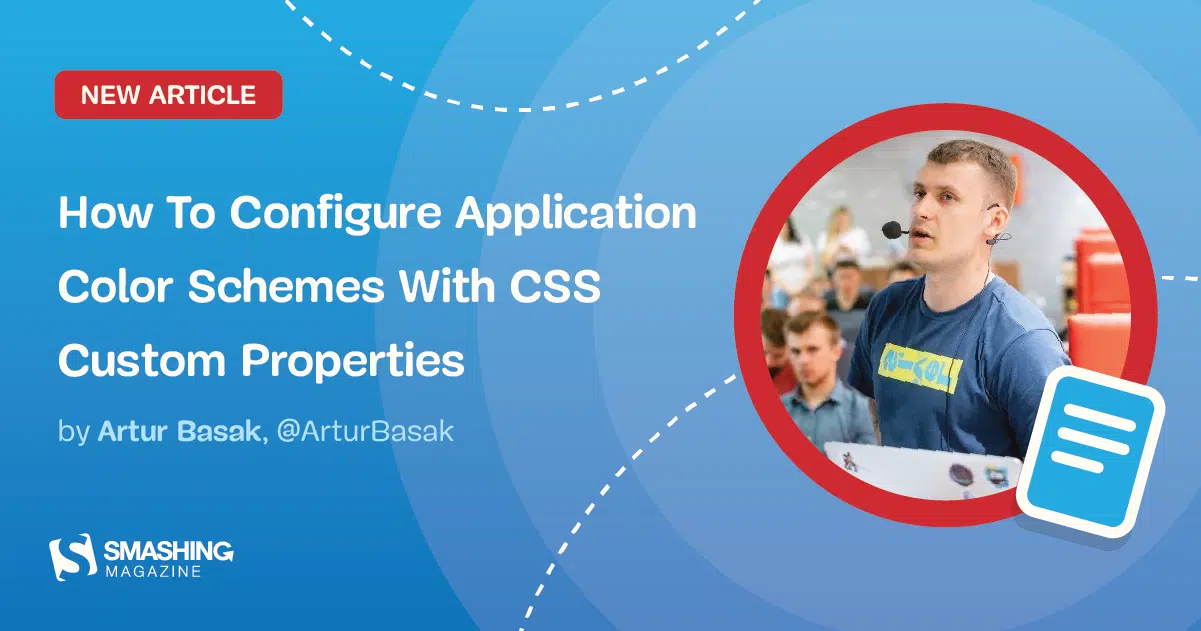 NEW ARTICLE
How To Configure Application
Color Schemes With CSS
Custom Properties
by Artur Basak, @ArturBasak
SMASHING
MAGAZINE